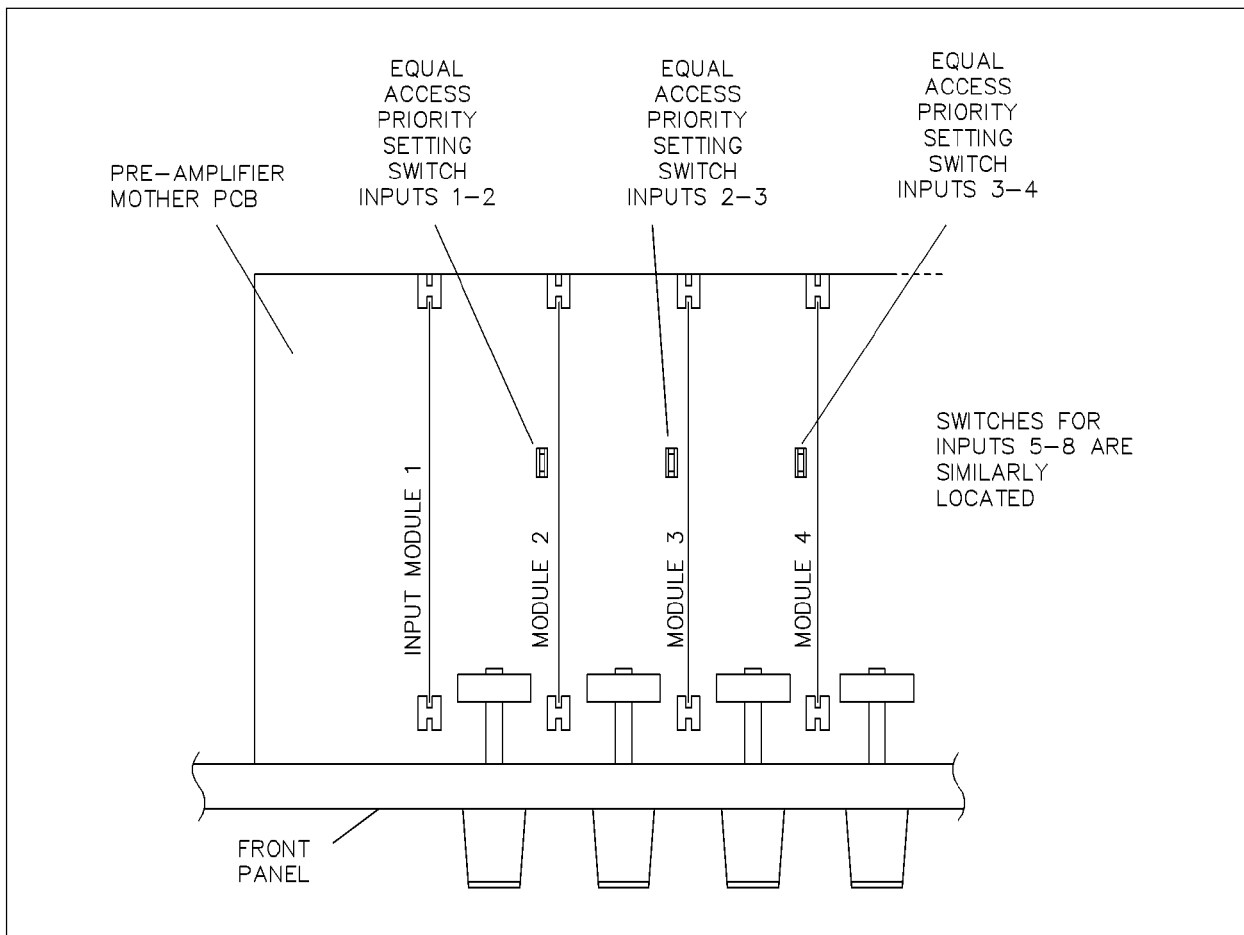 EQUAL
ACCESS
PRIORITY
SETTING
SWITCH
INPUTS 1-2
EQUAL
ACCESS
PRIORITY
SETTING
SWITCH
INPUTS 2-3
EQUAL
ACCESS
PRIORITY
SETTING
SWITCH
INPUTS 3-4
PRE-AMPLIFIER
MOTHER PCB
SWITCHES FOR
INPUTS 5-8 ARE
SIMILARLY
LOCATED
INPUT MODULE 1
MODULE 2
MODULE 3
MODULE 4
FRONT
PANEL